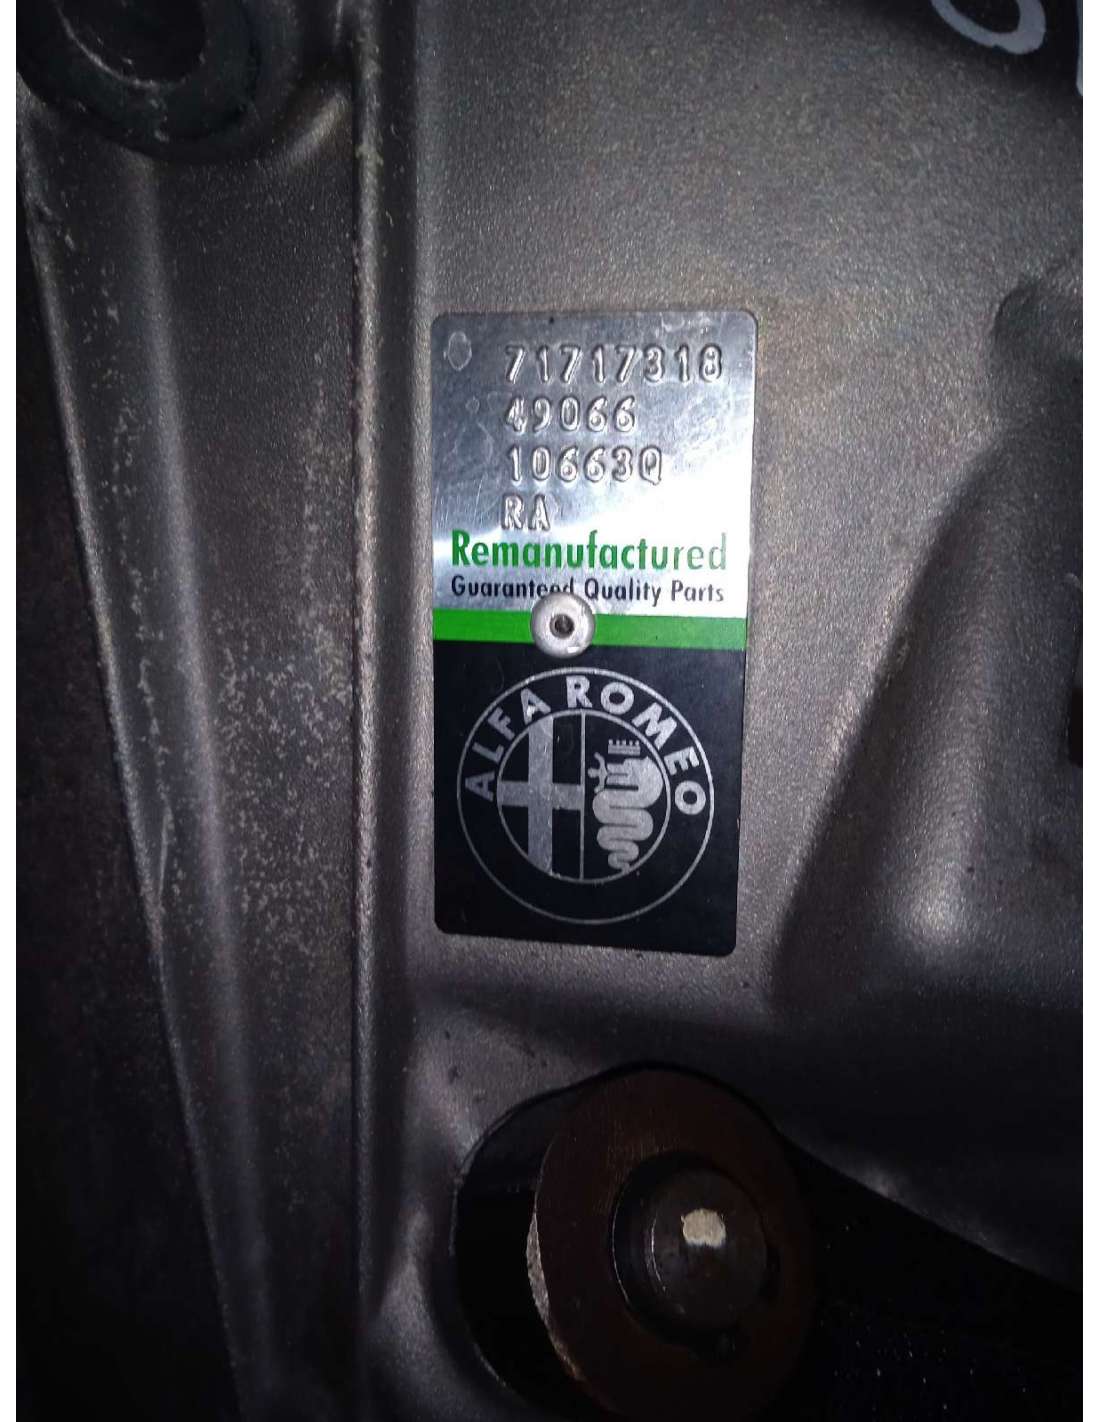 71717318
49066
10663Q
RA
Remanufactured
Guaranteed Quality Parts
ALFA ROMEO